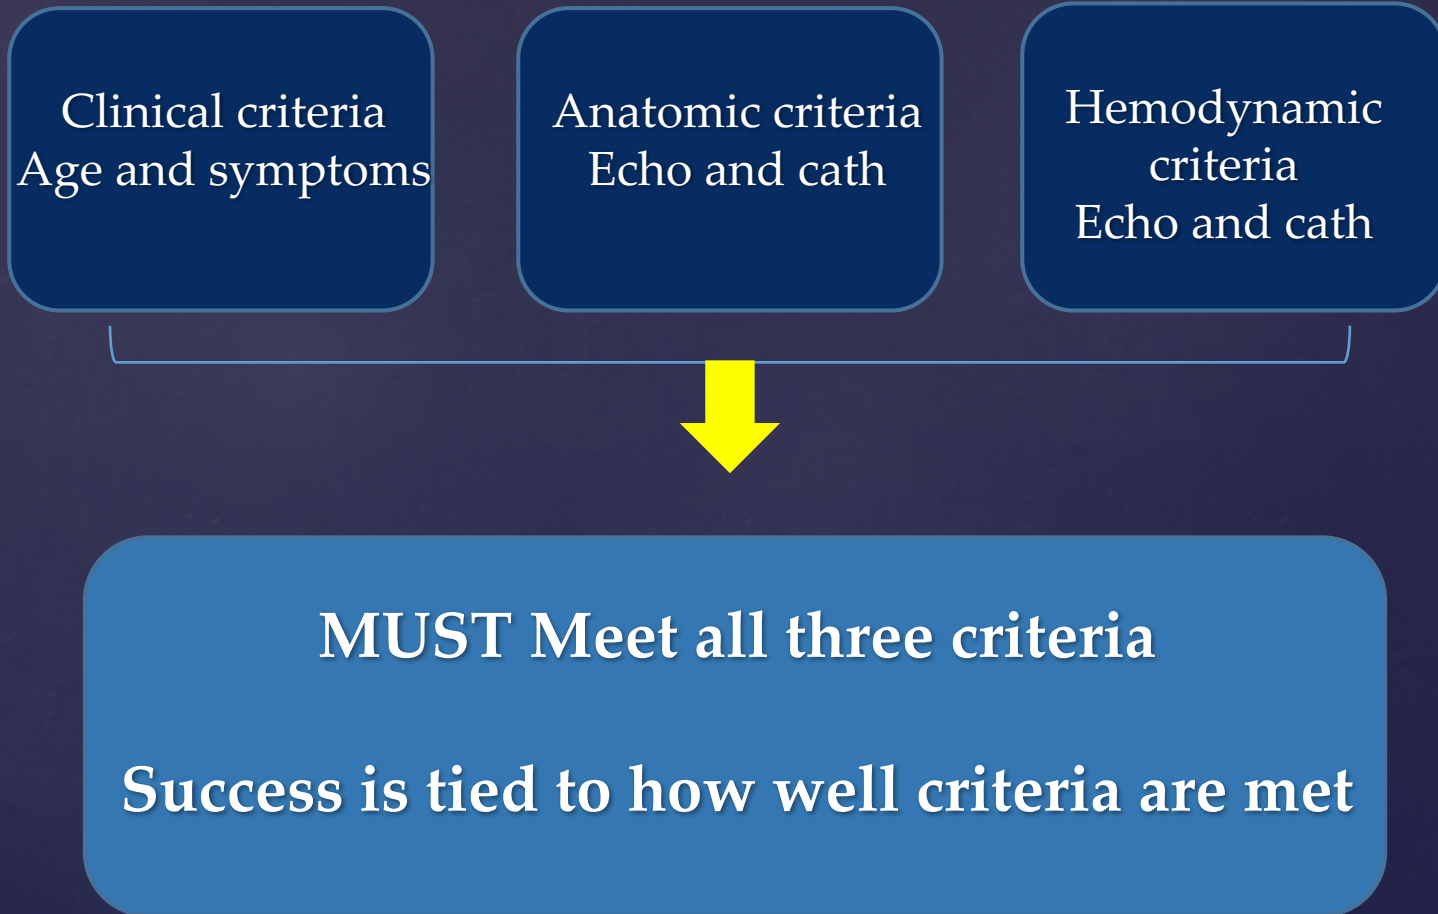 Clinical criteria
Age and symptoms
Anatomic criteria
Echo and cath
Hemodynamic
criteria
Echo and cath
MUST Meet all three criteria
Success is tied to how well criteria are met